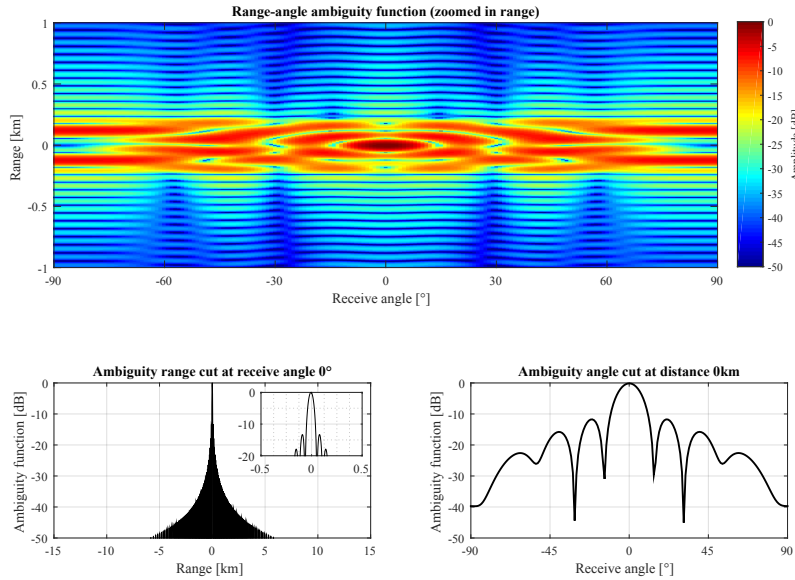 Range-angle ambiguity function (zoomed in range)
1
0.5
0
-0.5
-1
Range [km]
-90 -60 -30 0 30 60 90
Receive angle [°]
0
-5
-10
-15
-20
-25
-30
-35
-40
-45
-50
Amplitude [dB]
Ambiguity range cut at receive angle 0°
0
-10
-20
-30
-40
-50
Ambiguity function [dB]
-15 -10 -5 0 5 10 15
Range [km]
0
-10
-20
-0.5 0 0.5
Ambiguity angle cut at distance 0km
0
-10
-20
-30
-40
-50
Ambiguity function [dB]
-90 -45 0 45 90
Receive angle [°]